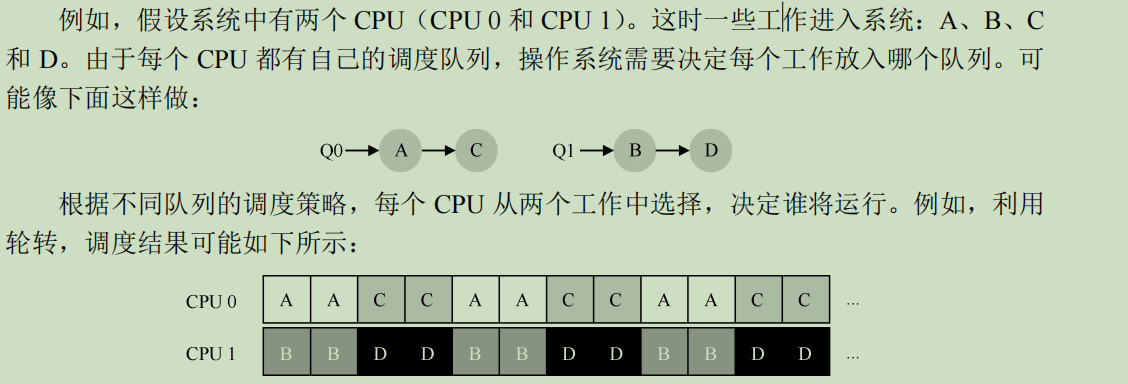 例如，假设系统中有两个 CPU（CPU 0 和 CPU 1）。这时一些工作进入系统：A、B、C
和 D。由于每个 CPU 都有自己的调度队列，操作系统需要决定每个工作放入哪个队列。可
能像下面这样做：
Q0 A C Q1 B D
根据不同队列的调度策略，每个 CPU 从两个工作中选择，决定谁将运行。例如，利用
轮转，调度结果可能如下所示：
CPU 0 A A C C A A C C A A C C ...
CPU 1 B B D D B B D D B B D D ...